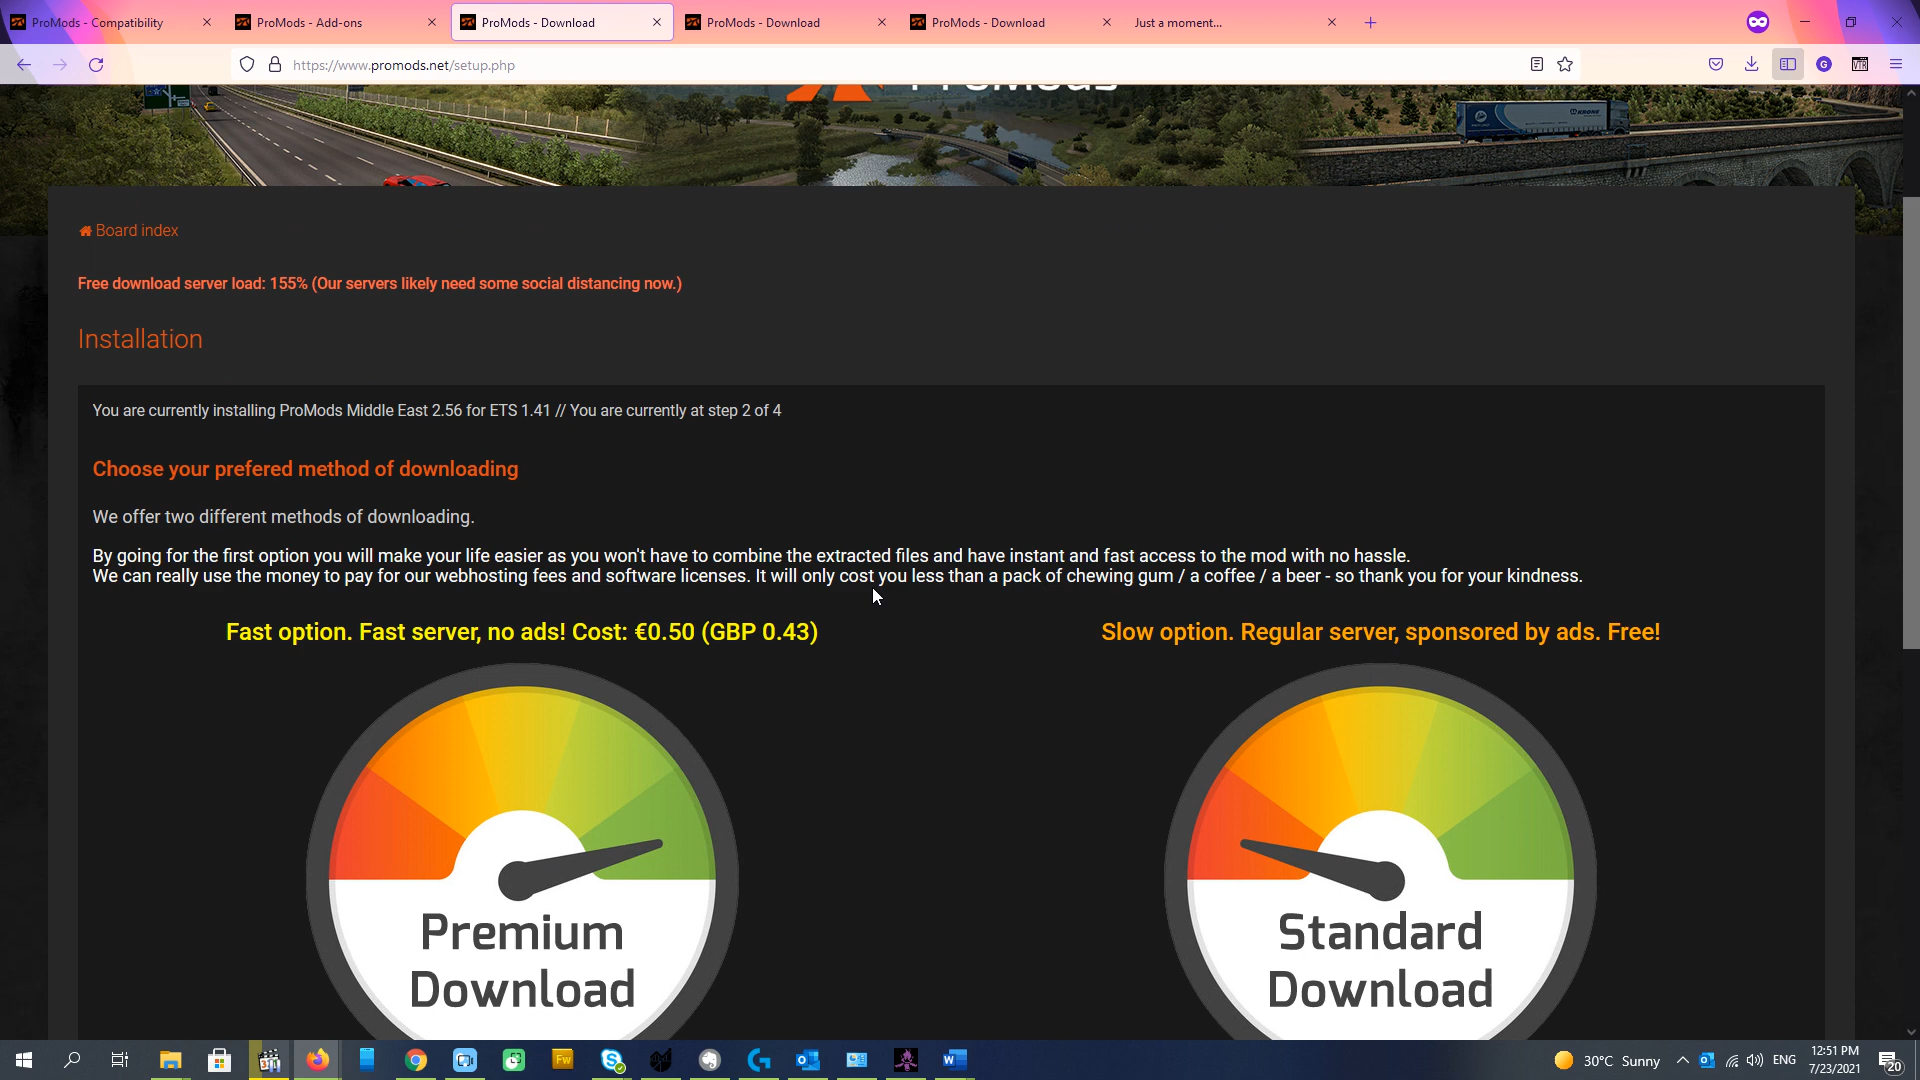 ProMods - Compatibility
ProMods - Add-ons
ProMods - Download
ProMods - Download
ProMods - Download
Just a moment...
https://www.promods.net/setup.php
ProMods
KRONE
Board index
Free download server load: 155% (Our servers likely need some social distancing now.)
Installation
You are currently installing ProMods Middle East 2.56 for ETS 1.41 // You are currently at step 2 of 4
Choose your prefered method of downloading
We offer two different methods of downloading.
By going for the first option you will make your life easier as you won't have to combine the extracted files and have instant and fast access to the mod with no hassle.
We can really use the money to pay for our webhosting fees and software licenses. It will only cost you less than a pack of chewing gum / a coffee / a beer - so thank you for your kindness.
Fast option. Fast server, no ads! Cost: €0.50 (GBP 0.43)
Slow option. Regular server, sponsored by ads. Free!
Premium
Download
Standard
Download
30°C Sunny
ENG
12:51 PM
7/23/2021
20